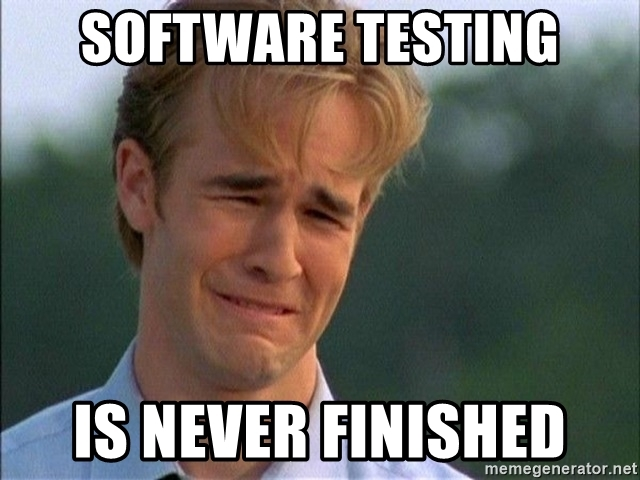 SOFTWARE TESTING
IS NEVER FINISHED
memegenerator.net